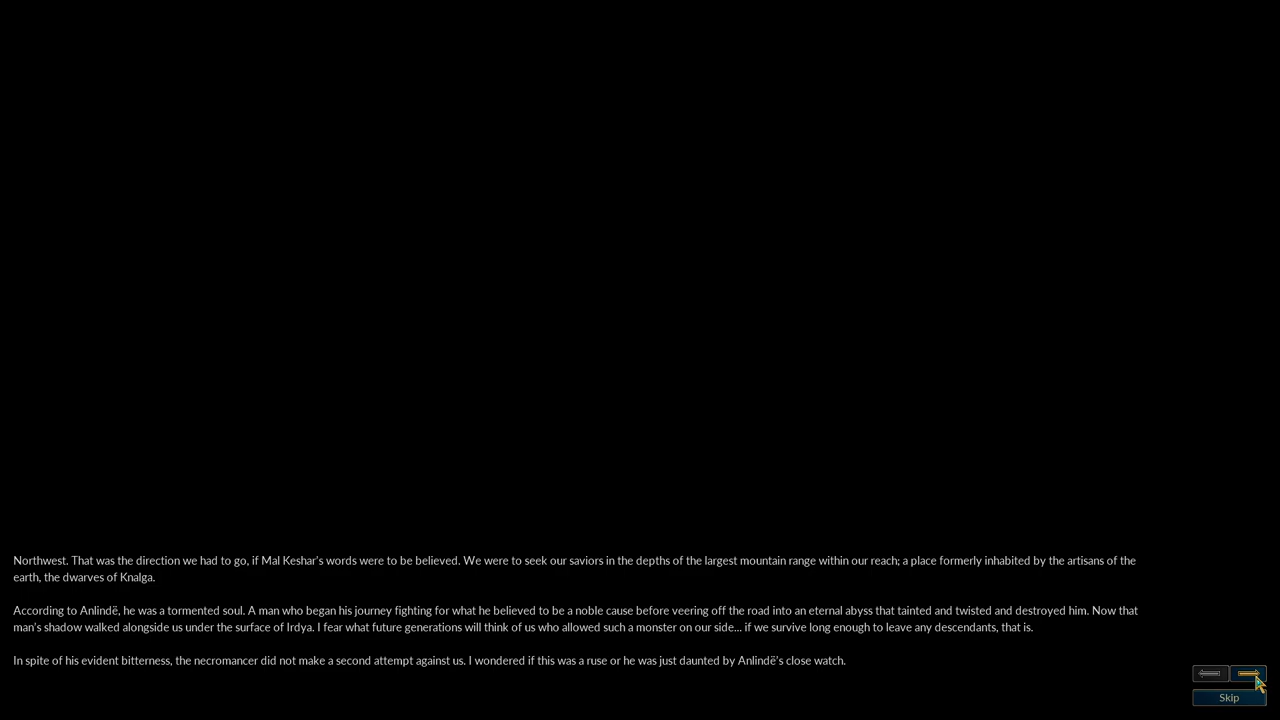 Northwest. That was the direction we had to go, if Mal Keshar's words were to be believed. We were to seek our saviors in the depths of the largest mountain range within our reach; a place formerly inhabited by the artisans of the
earth, the dwarves of Knalga.
According to Anlindë, he was a tormented soul. A man who began his journey fighting for what he believed to be a noble cause before veering off the road into an eternal abyss that tainted and twisted and destroyed him. Now that
man's shadow walked alongside us under the surface of Irdya. I fear what future generations will think of us who allowed such a monster on our side... if we survive long enough to leave any descendants, that is.
In spite of his evident bitterness, the necromancer did not make a second attempt against us. I wondered if this was a ruse or he was just daunted by Anlindë's close watch.
Skip